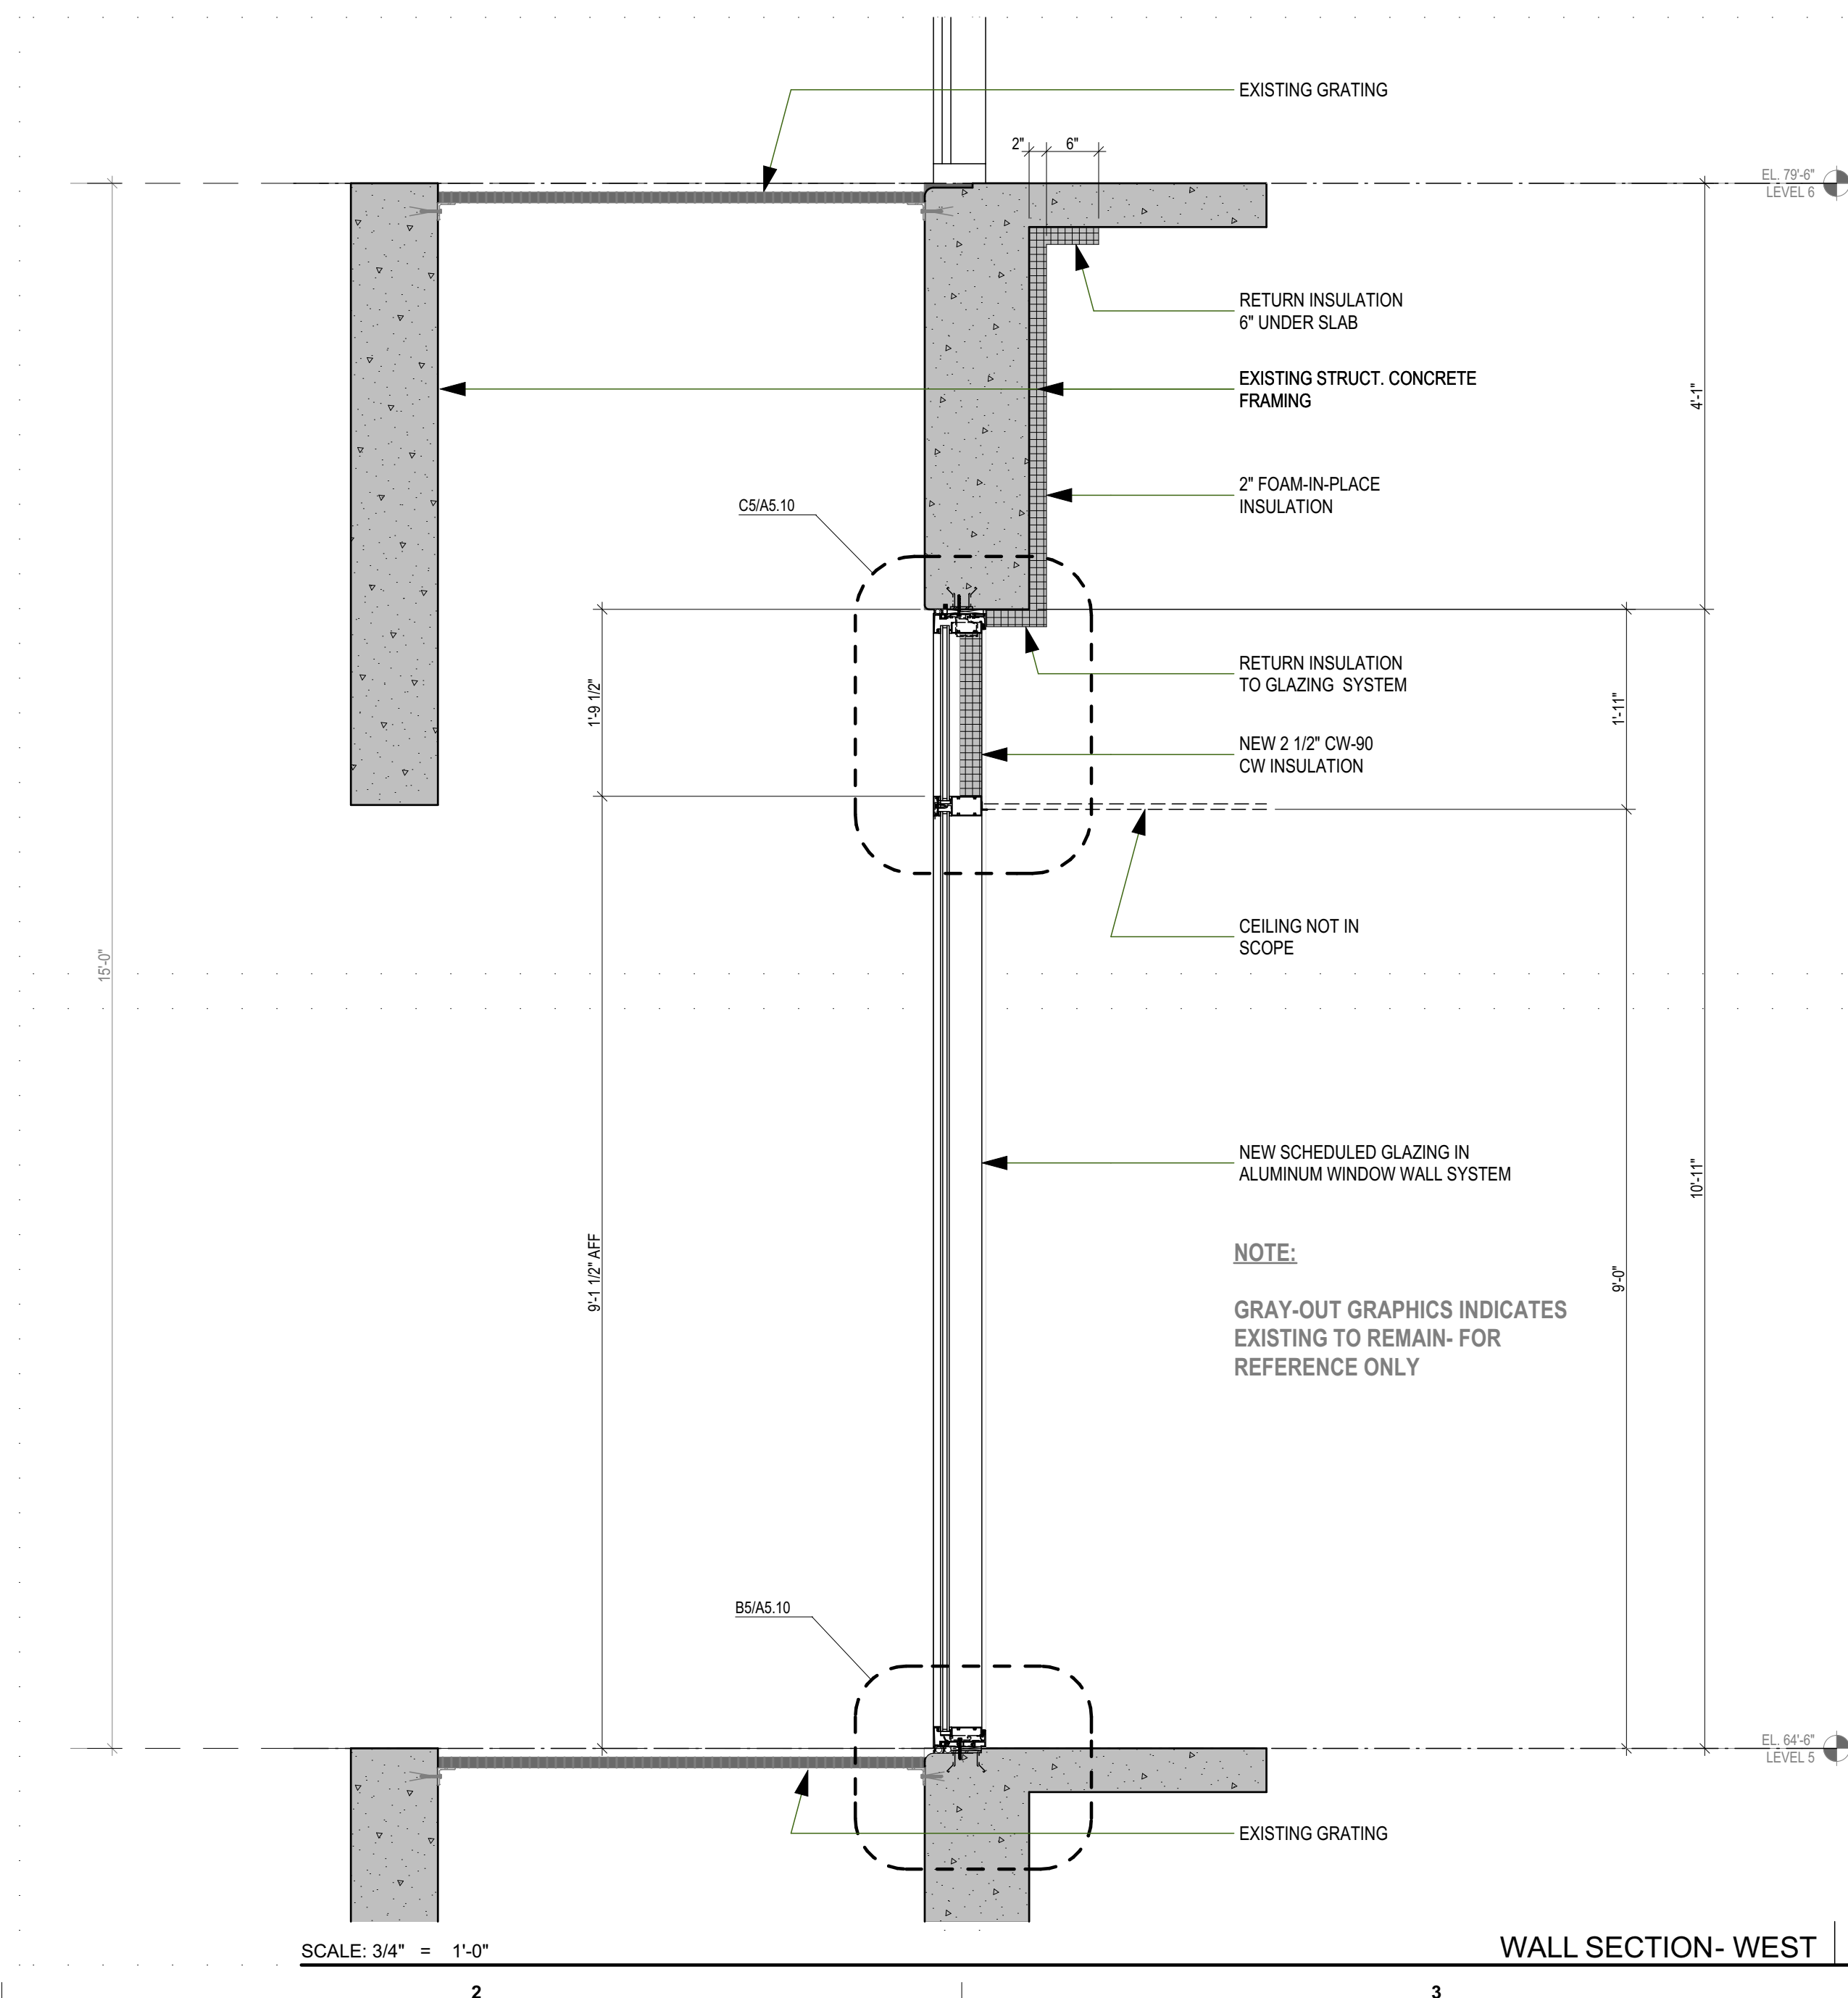 EXISTING GRATING
2" 6"
EL. 79'-6"
LEVEL 6
RETURN INSULATION
6" UNDER SLAB
EXISTING STRUCT. CONCRETE
FRAMING
4'-1"
2" FOAM-IN-PLACE
INSULATION
C5/A5.10
RETURN INSULATION
TO GLAZING SYSTEM
1'-9 1/2"
1'-11"
NEW 2 1/2" CW-90
CW INSULATION
CEILING NOT IN
SCOPE
15'-0"
NEW SCHEDULED GLAZING IN
ALUMINUM WINDOW WALL SYSTEM
10'-11"
NOTE:
9'-1 1/2" AFF
9'-0"
GRAY-OUT GRAPHICS INDICATES
EXISTING TO REMAIN- FOR
REFERENCE ONLY
B5/A5.10
EL. 64'-6"
LEVEL 5
EXISTING GRATING
SCALE: 3/4" = 1'-0"
WALL SECTION- WEST
2 3